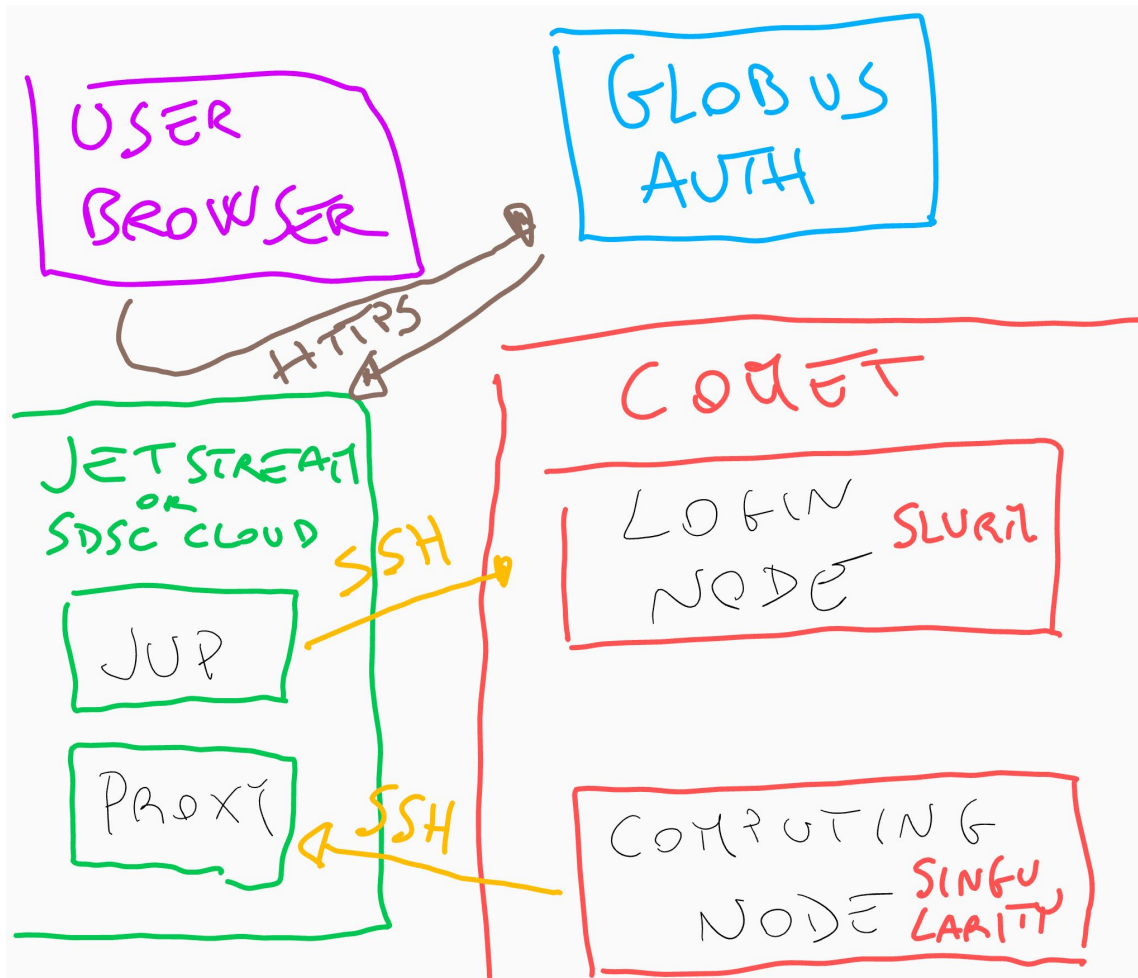 USER
BROWSER
GLOBUS
AUTH
HTTPS
JETSTREAM
OR
SDSC CLOUD
JUP
PROXY
SSH
SSH
COMET
LOGIN
NODE
SLURM
COMPUTING
NODE
SINGU
LARITY